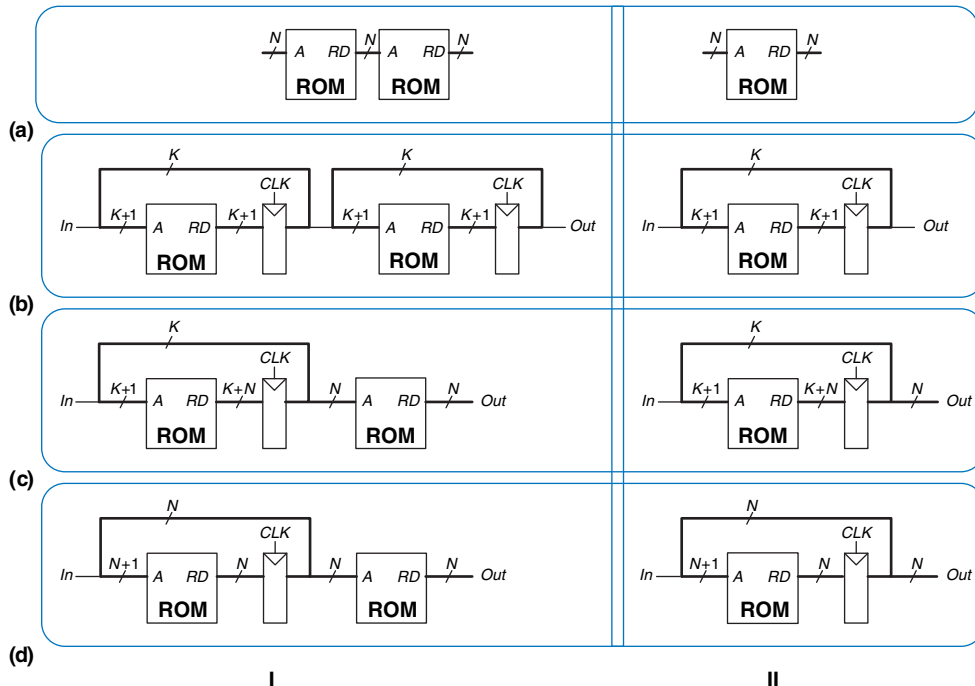 N A RD N A RD N N A RD N
ROM ROM ROM
(a)
K K K
CLK CLK CLK
In K+1 A RD K+1 K+1 A RD K+1 Out In K+1 A RD K+1 Out
ROM ROM ROM
(b)
K K
CLK CLK
In K+1 A RD K+N N A RD N Out In K+1 A RD K+N N Out
ROM ROM ROM
(c)
N N
CLK CLK
In N+1 A RD N N A RD N Out In N+1 A RD N N Out
ROM ROM ROM
(d)
I II